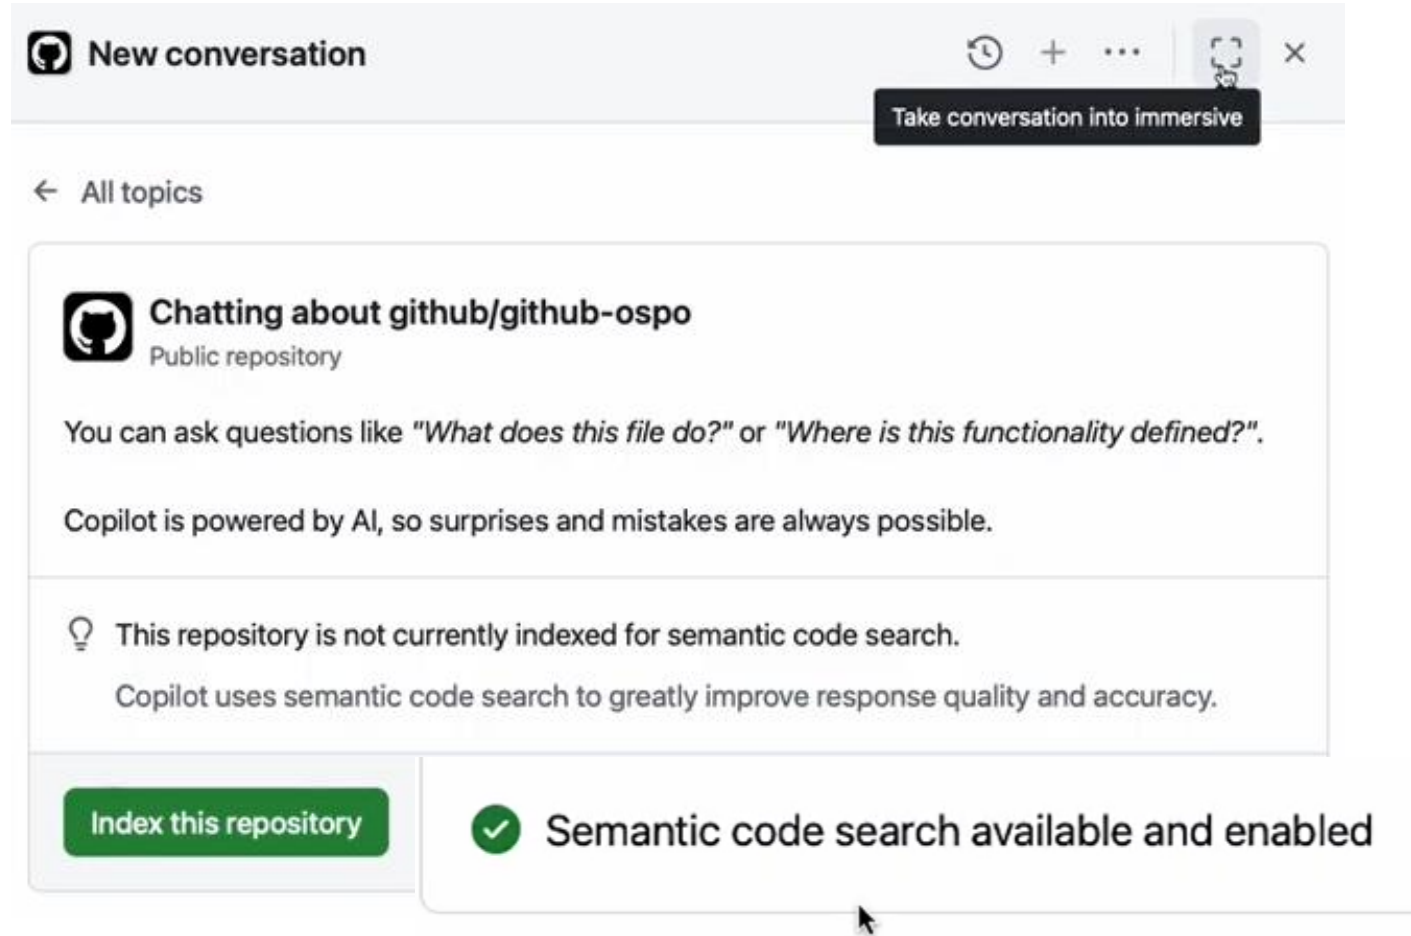 New conversation
Take conversation into immersive
All topics
Chatting about github/github-ospo
Public repository
You can ask questions like "What does this file do?" or "Where is this functionality defined?".
Copilot is powered by AI, so surprises and mistakes are always possible.
This repository is not currently indexed for semantic code search.
Copilot uses semantic code search to greatly improve response quality and accuracy.
Index this repository
Semantic code search available and enabled